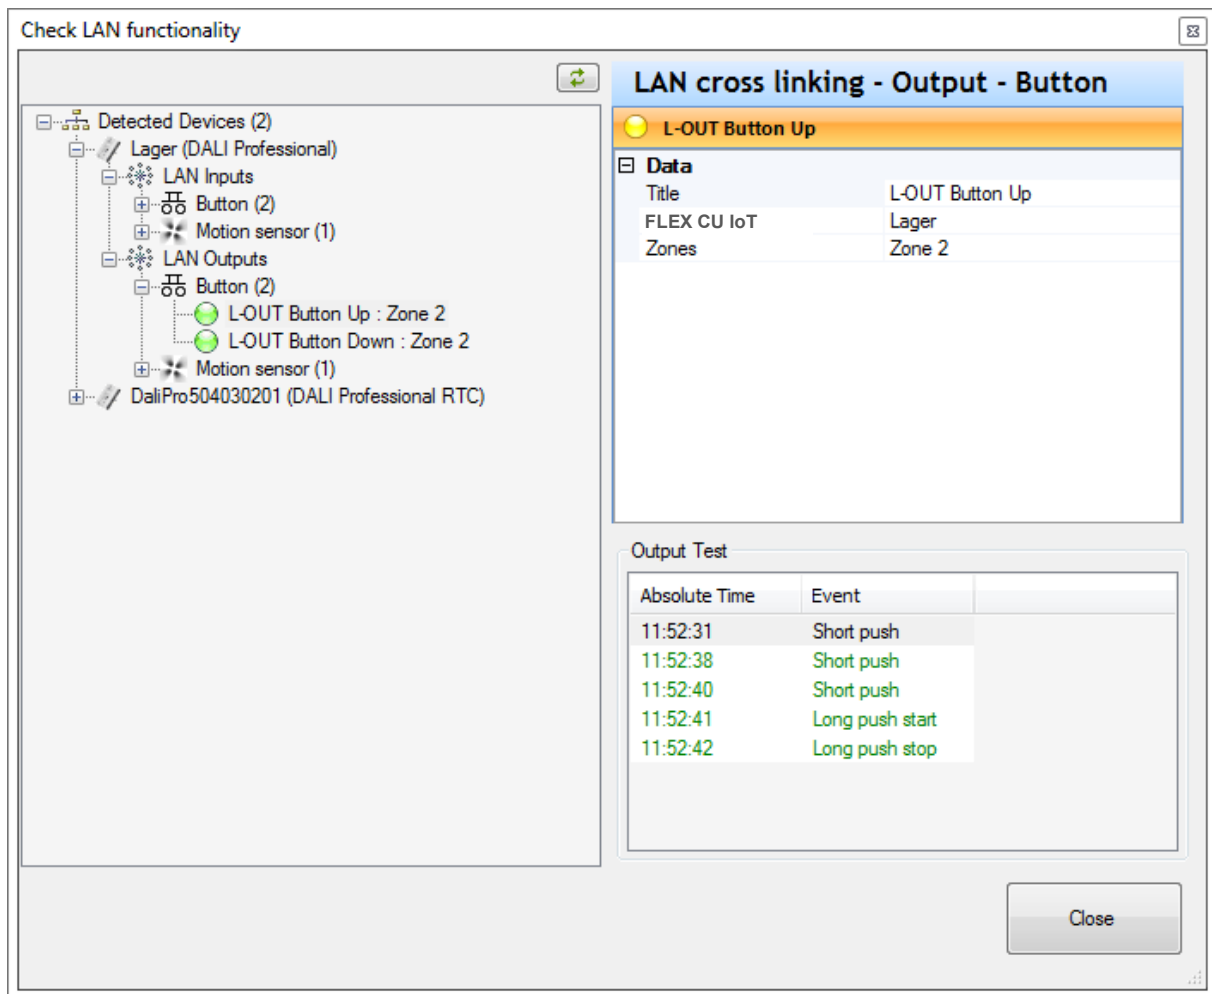 Check LAN functionality
Detected Devices (2)
Lager (DALI Professional)
LAN Inputs
Button (2)
Motion sensor (1)
LAN Outputs
Button (2)
L-OUT Button Up : Zone 2
L-OUT Button Down : Zone 2
Motion sensor (1)
DaliPro504030201 (DALI Professional RTC)
LAN cross linking - Output - Button
L-OUT Button Up
Data
Title L-OUT Button Up
FLEX CU IoT Lager
Zones Zone 2
Output Test
Absolute Time Event
11:52:31 Short push
11:52:38 Short push
11:52:40 Short push
11:52:41 Long push start
11:52:42 Long push stop
Close